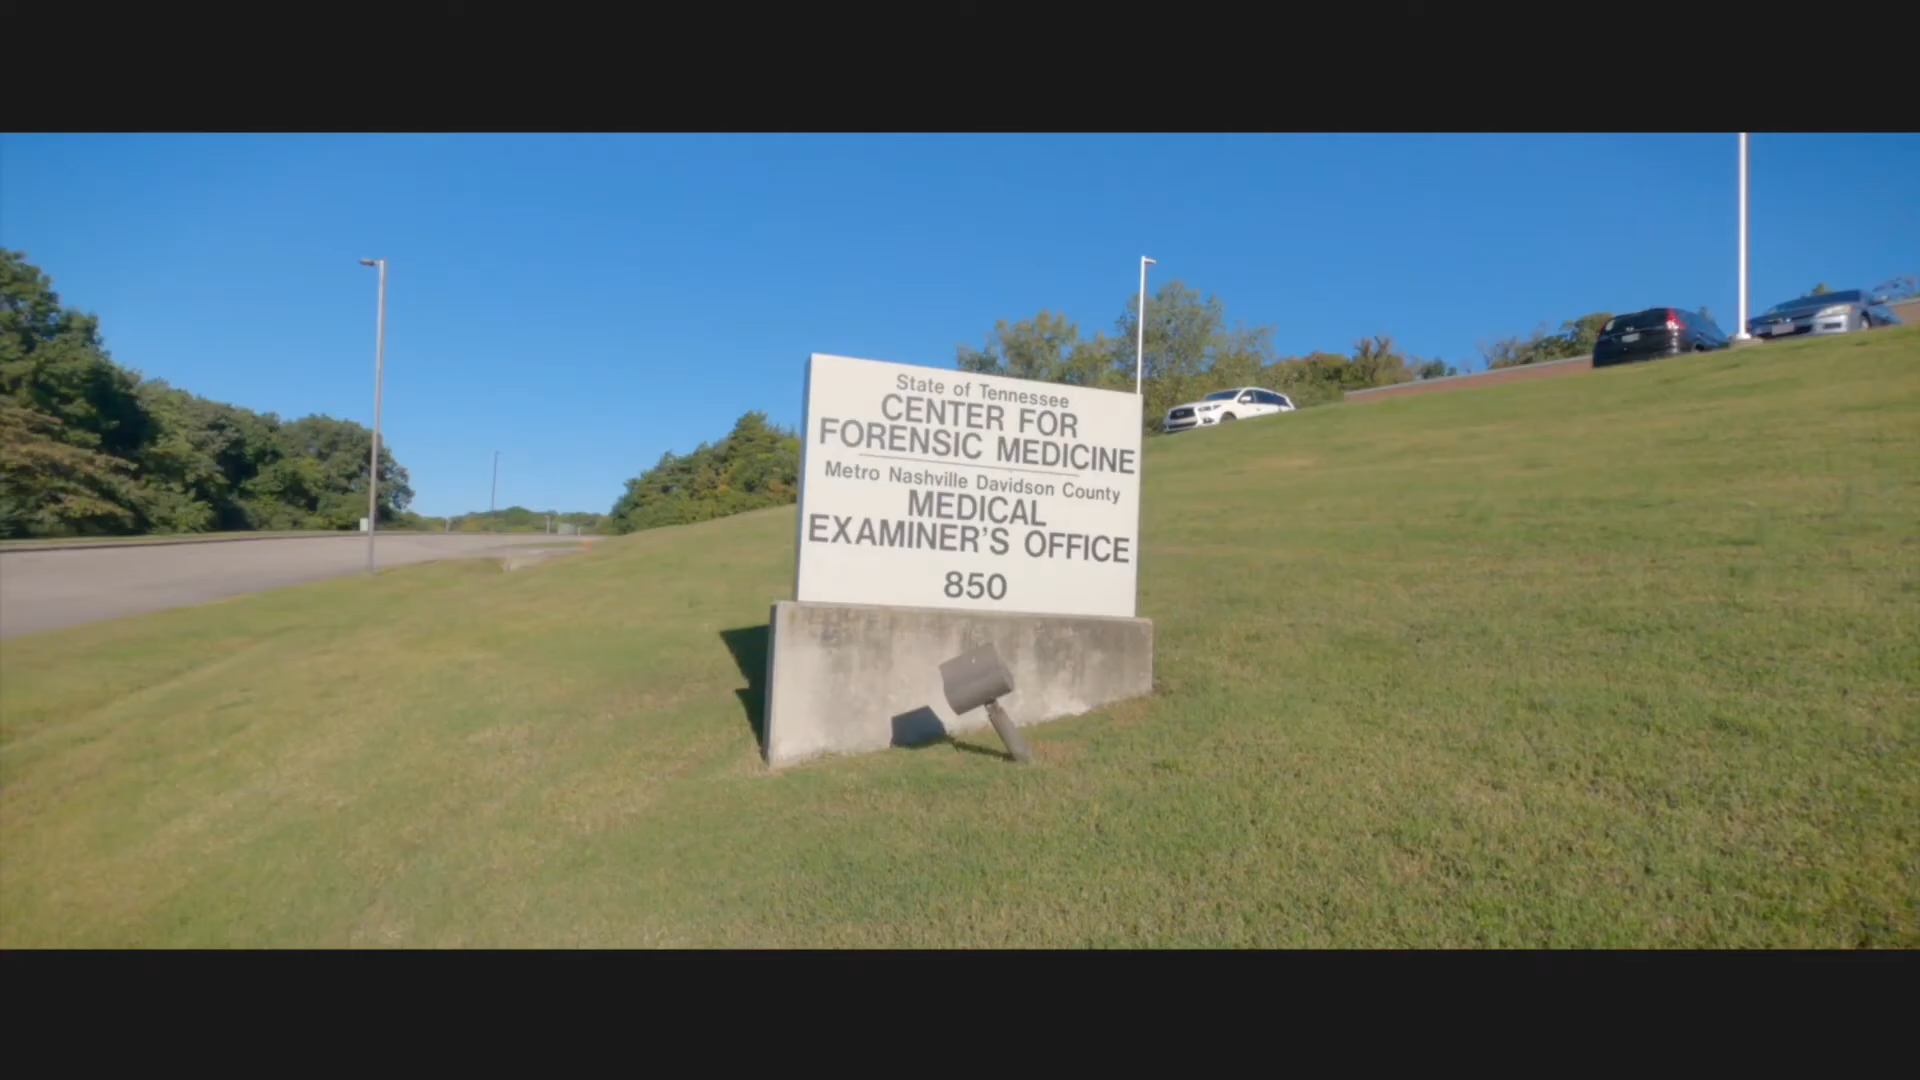 State of Tennessee
CENTER FOR
FORENSIC MEDICINE
Metro Nashville Davidson County
MEDICAL
EXAMINER'S OFFICE
850